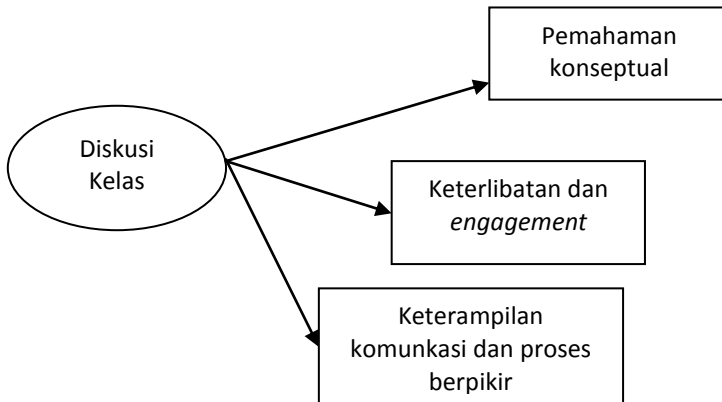 Pemahaman
konseptual
Diskusi
Kelas
Keterlibatan dan
engagement
Keterampilan
komunkasi dan proses
berpikir